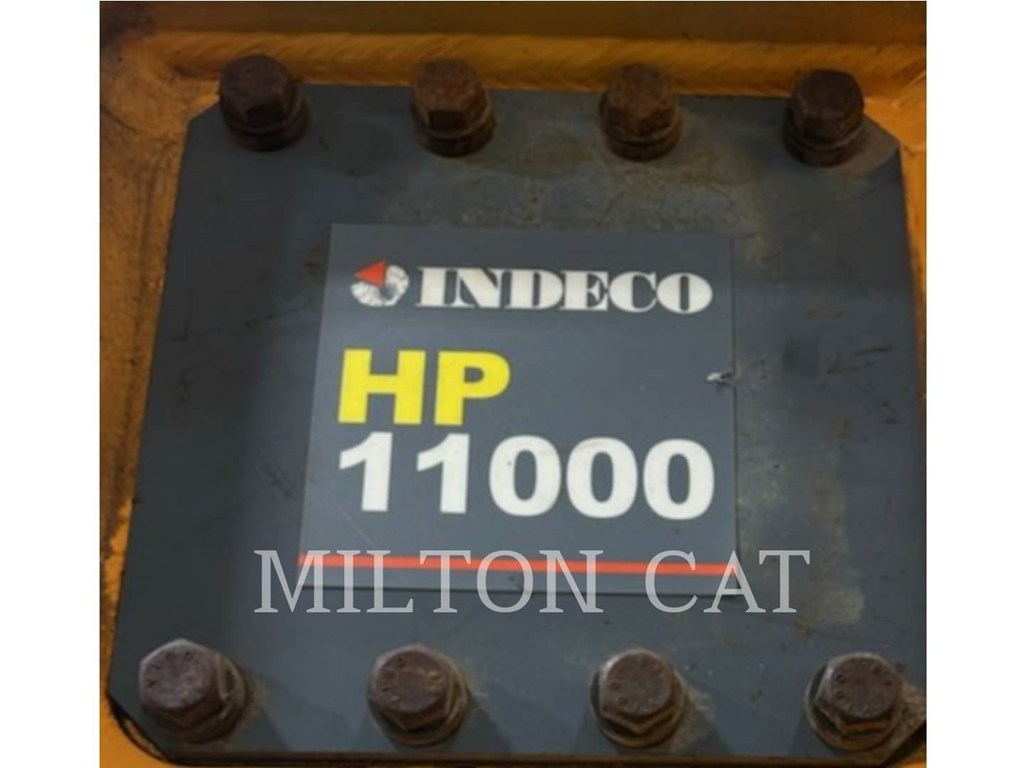 INDECO
HP
11000
MILTON CAT